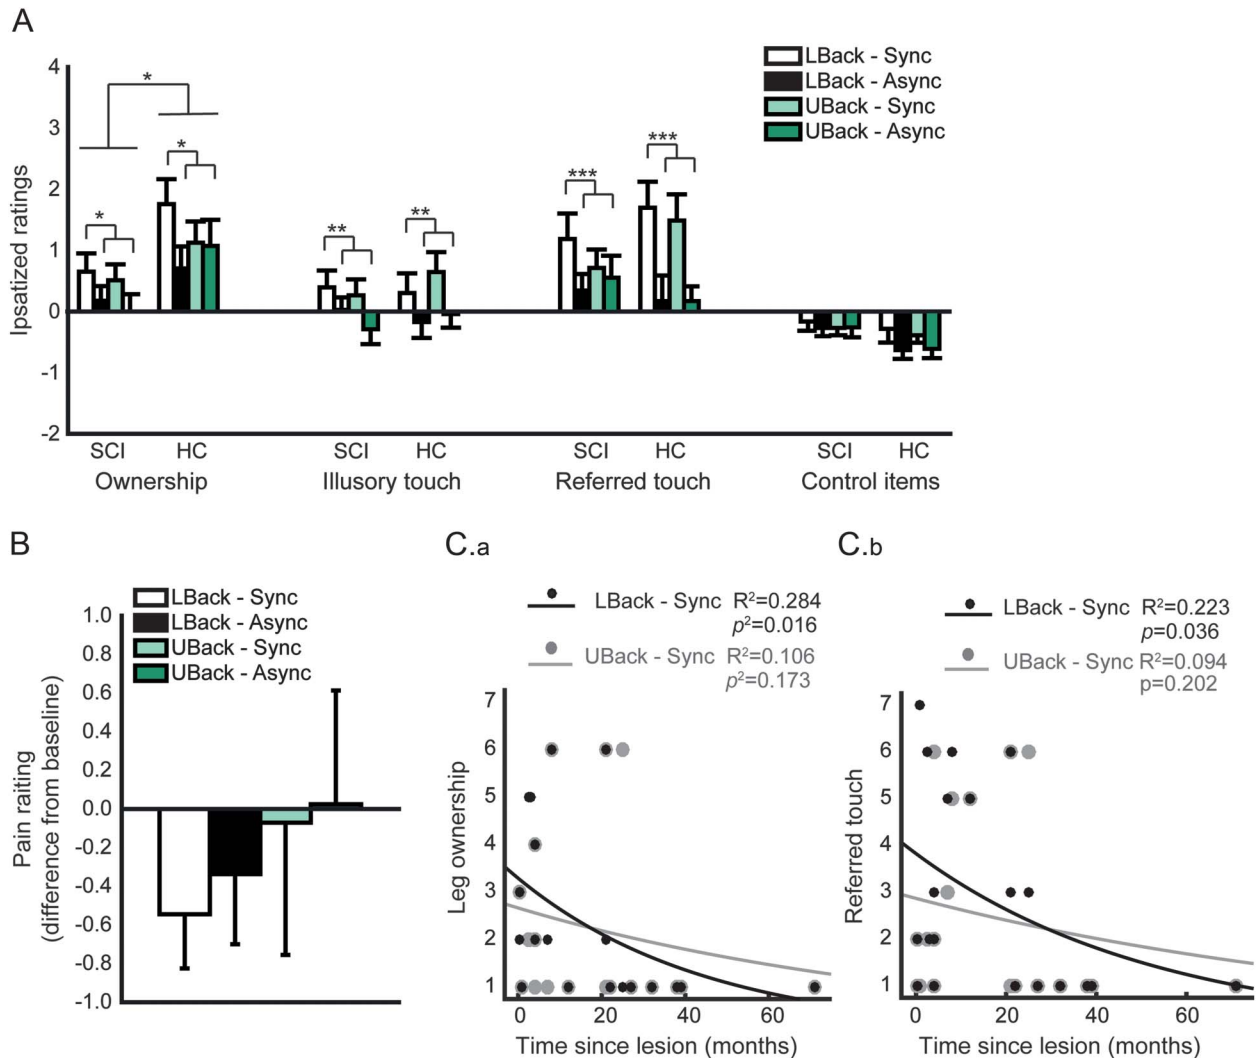 A
LBack - Sync
LBack - Async
UBack - Sync
UBack - Async
Ipsatized ratings
4
3
2
1
0
-1
-2
*
*
*
**
**
***
***
SCI HC SCI HC SCI HC SCI HC
Ownership Illusory touch Referred touch Control items
B
LBack - Sync
LBack - Async
UBack - Sync
UBack - Async
Pain raiting
(difference from baseline)
1.0
0.8
0.6
0.4
0.2
0.0
-0.2
-0.4
-0.6
-0.8
-1.0
C.a
LBack - Sync R²=0.284
p²=0.016
UBack - Sync R²=0.106
p²=0.173
Leg ownership
7
6
5
4
3
2
1
0 20 40 60
Time since lesion (months)
C.b
LBack - Sync R²=0.223
p=0.036
UBack - Sync R²=0.094
p=0.202
Referred touch
7
6
5
4
3
2
1
0 20 40 60
Time since lesion (months)